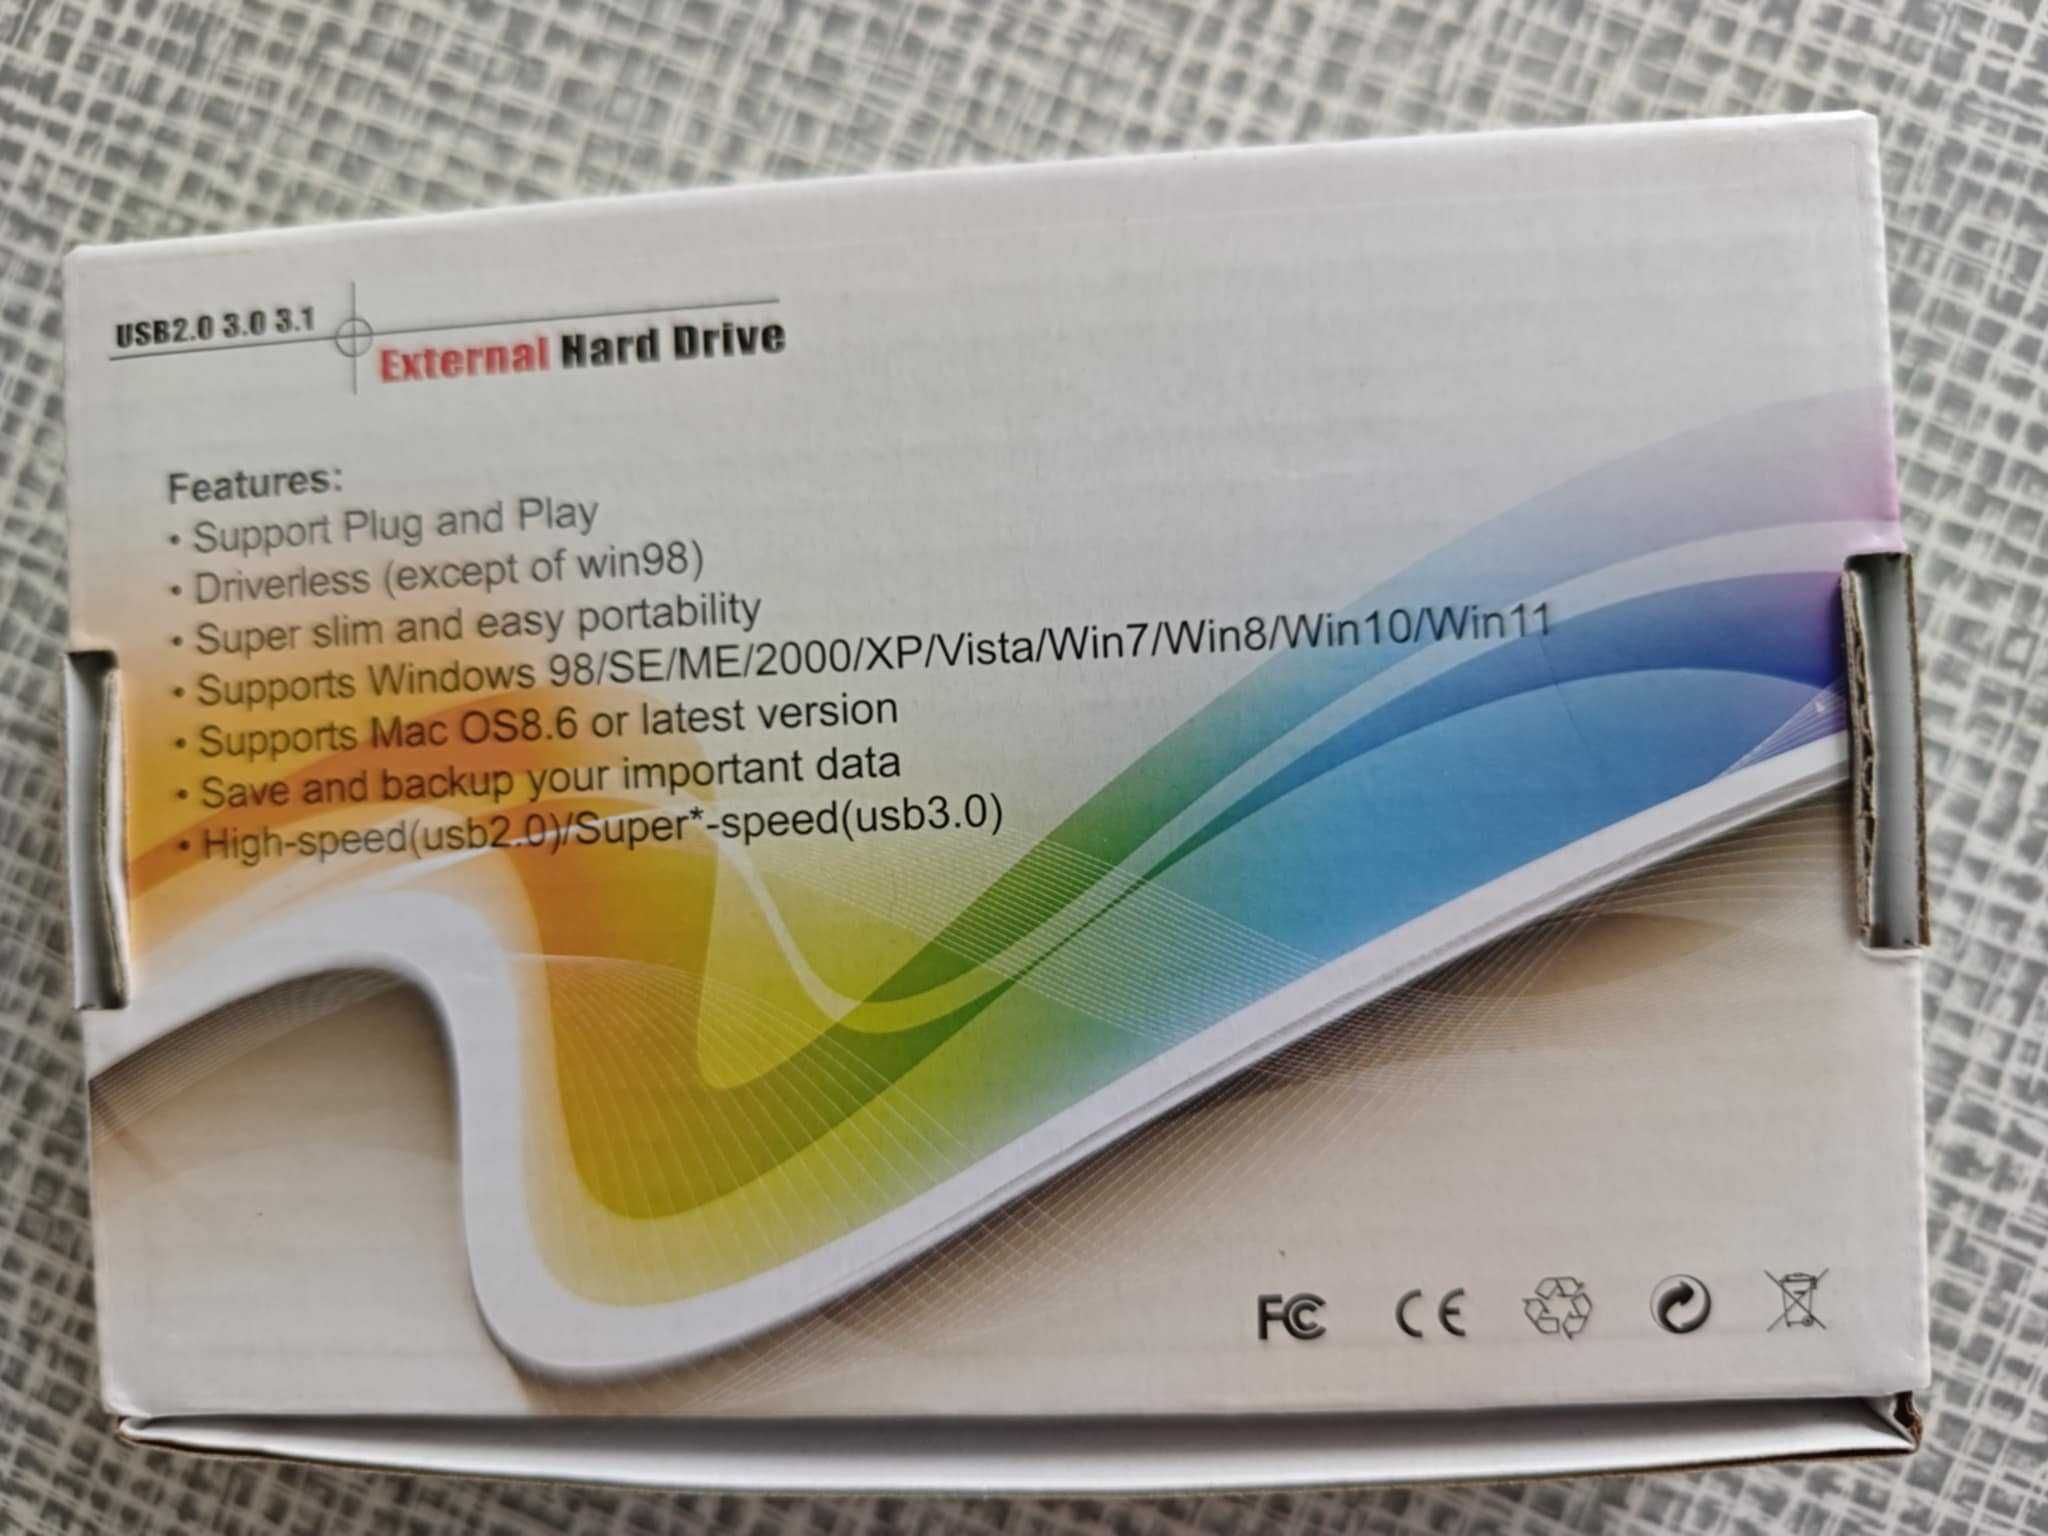 USB2.0 3.0 3.1
External Hard Drive
Features:
• Support Plug and Play
• Driverless (except of win98)
• Super slim and easy portability
• Supports Windows 98/SE/ME/2000/XP/Vista/Win7/Win8/Win10/Win11
• Supports Mac OS8.6 or latest version
• Save and backup your important data
• High-speed(usb2.0)/Super*-speed(usb3.0)
FC CE